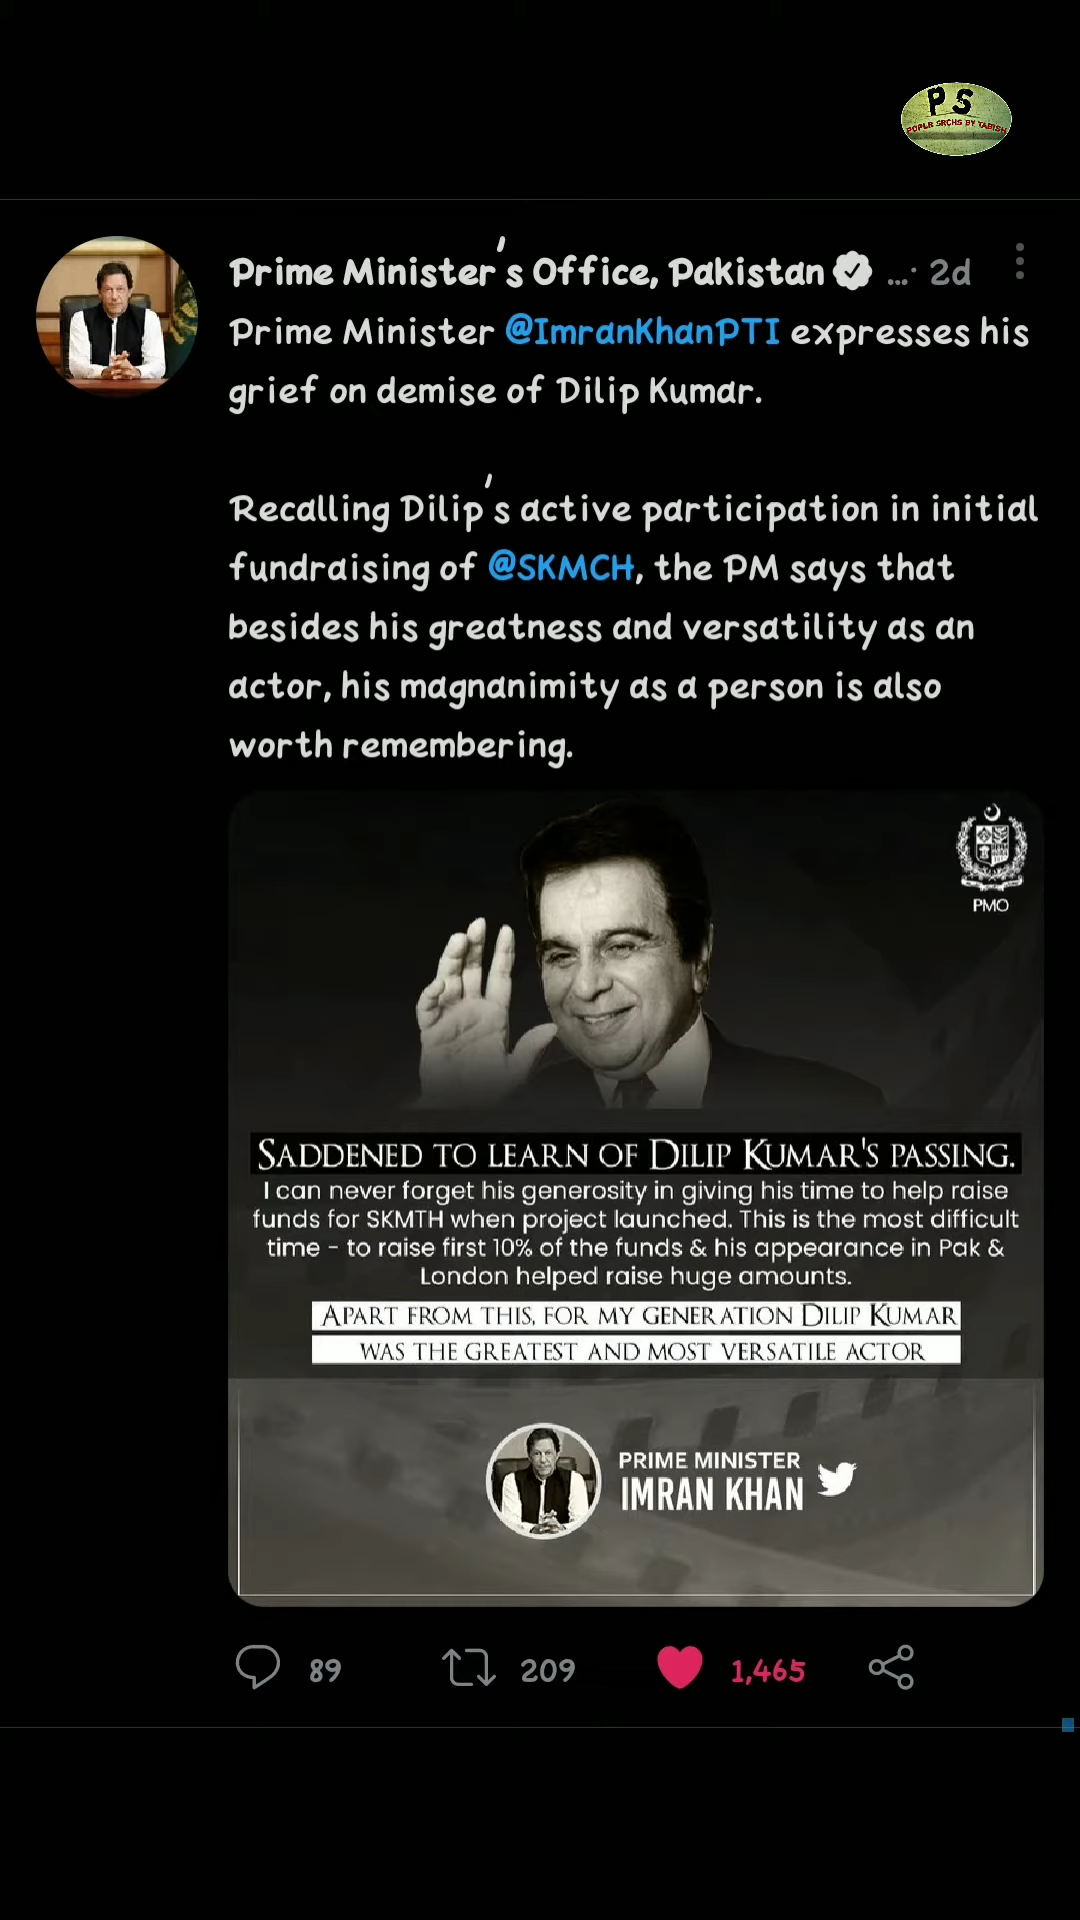 P S
POPLR SRCHS BY TABISH
Prime Minister's Office, Pakistan ...· 2d
Prime Minister @ImranKhanPTI expresses his
grief on demise of Dilip Kumar.
Recalling Dilip's active participation in initial
fundraising of @SKMCH, the PM says that
besides his greatness and versatility as an
actor, his magnanimity as a person is also
worth remembering.
PMO
SADDENED TO LEARN OF DILIP KUMAR'S PASSING.
I can never forget his generosity in giving his time to help raise
funds for SKMTH when project launched. This is the most difficult
time - to raise first 10% of the funds & his appearance in Pak &
London helped raise huge amounts.
APART FROM THIS, FOR MY GENERATION DILIP KUMAR
WAS THE GREATEST AND MOST VERSATILE ACTOR
PRIME MINISTER
IMRAN KHAN
89 209 1,465